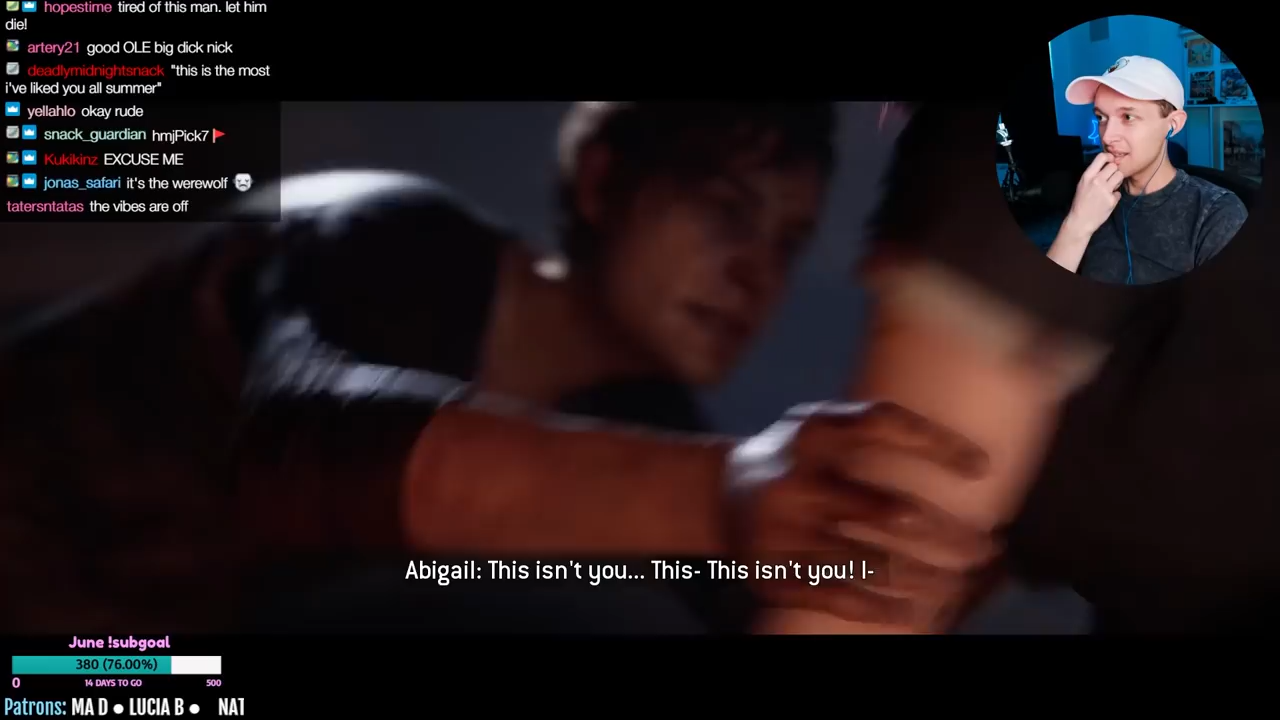 hopestime tired of this man. let him
die!
artery21 good OLE big dick nick
deadlymidnightsnack "this is the most
i've liked you all summer"
yellahlo okay rude
snack_guardian hmjPick7
Kukikinz EXCUSE ME
jonas_safari it's the werewolf
tatersntatas the vibes are off
Abigail: This isn't you... This- This isn't you! I-
June !subgoal
380 (76.00%)
0 14 DAYS TO GO 500
Patrons: MA D ● LUCIA B ● NAT